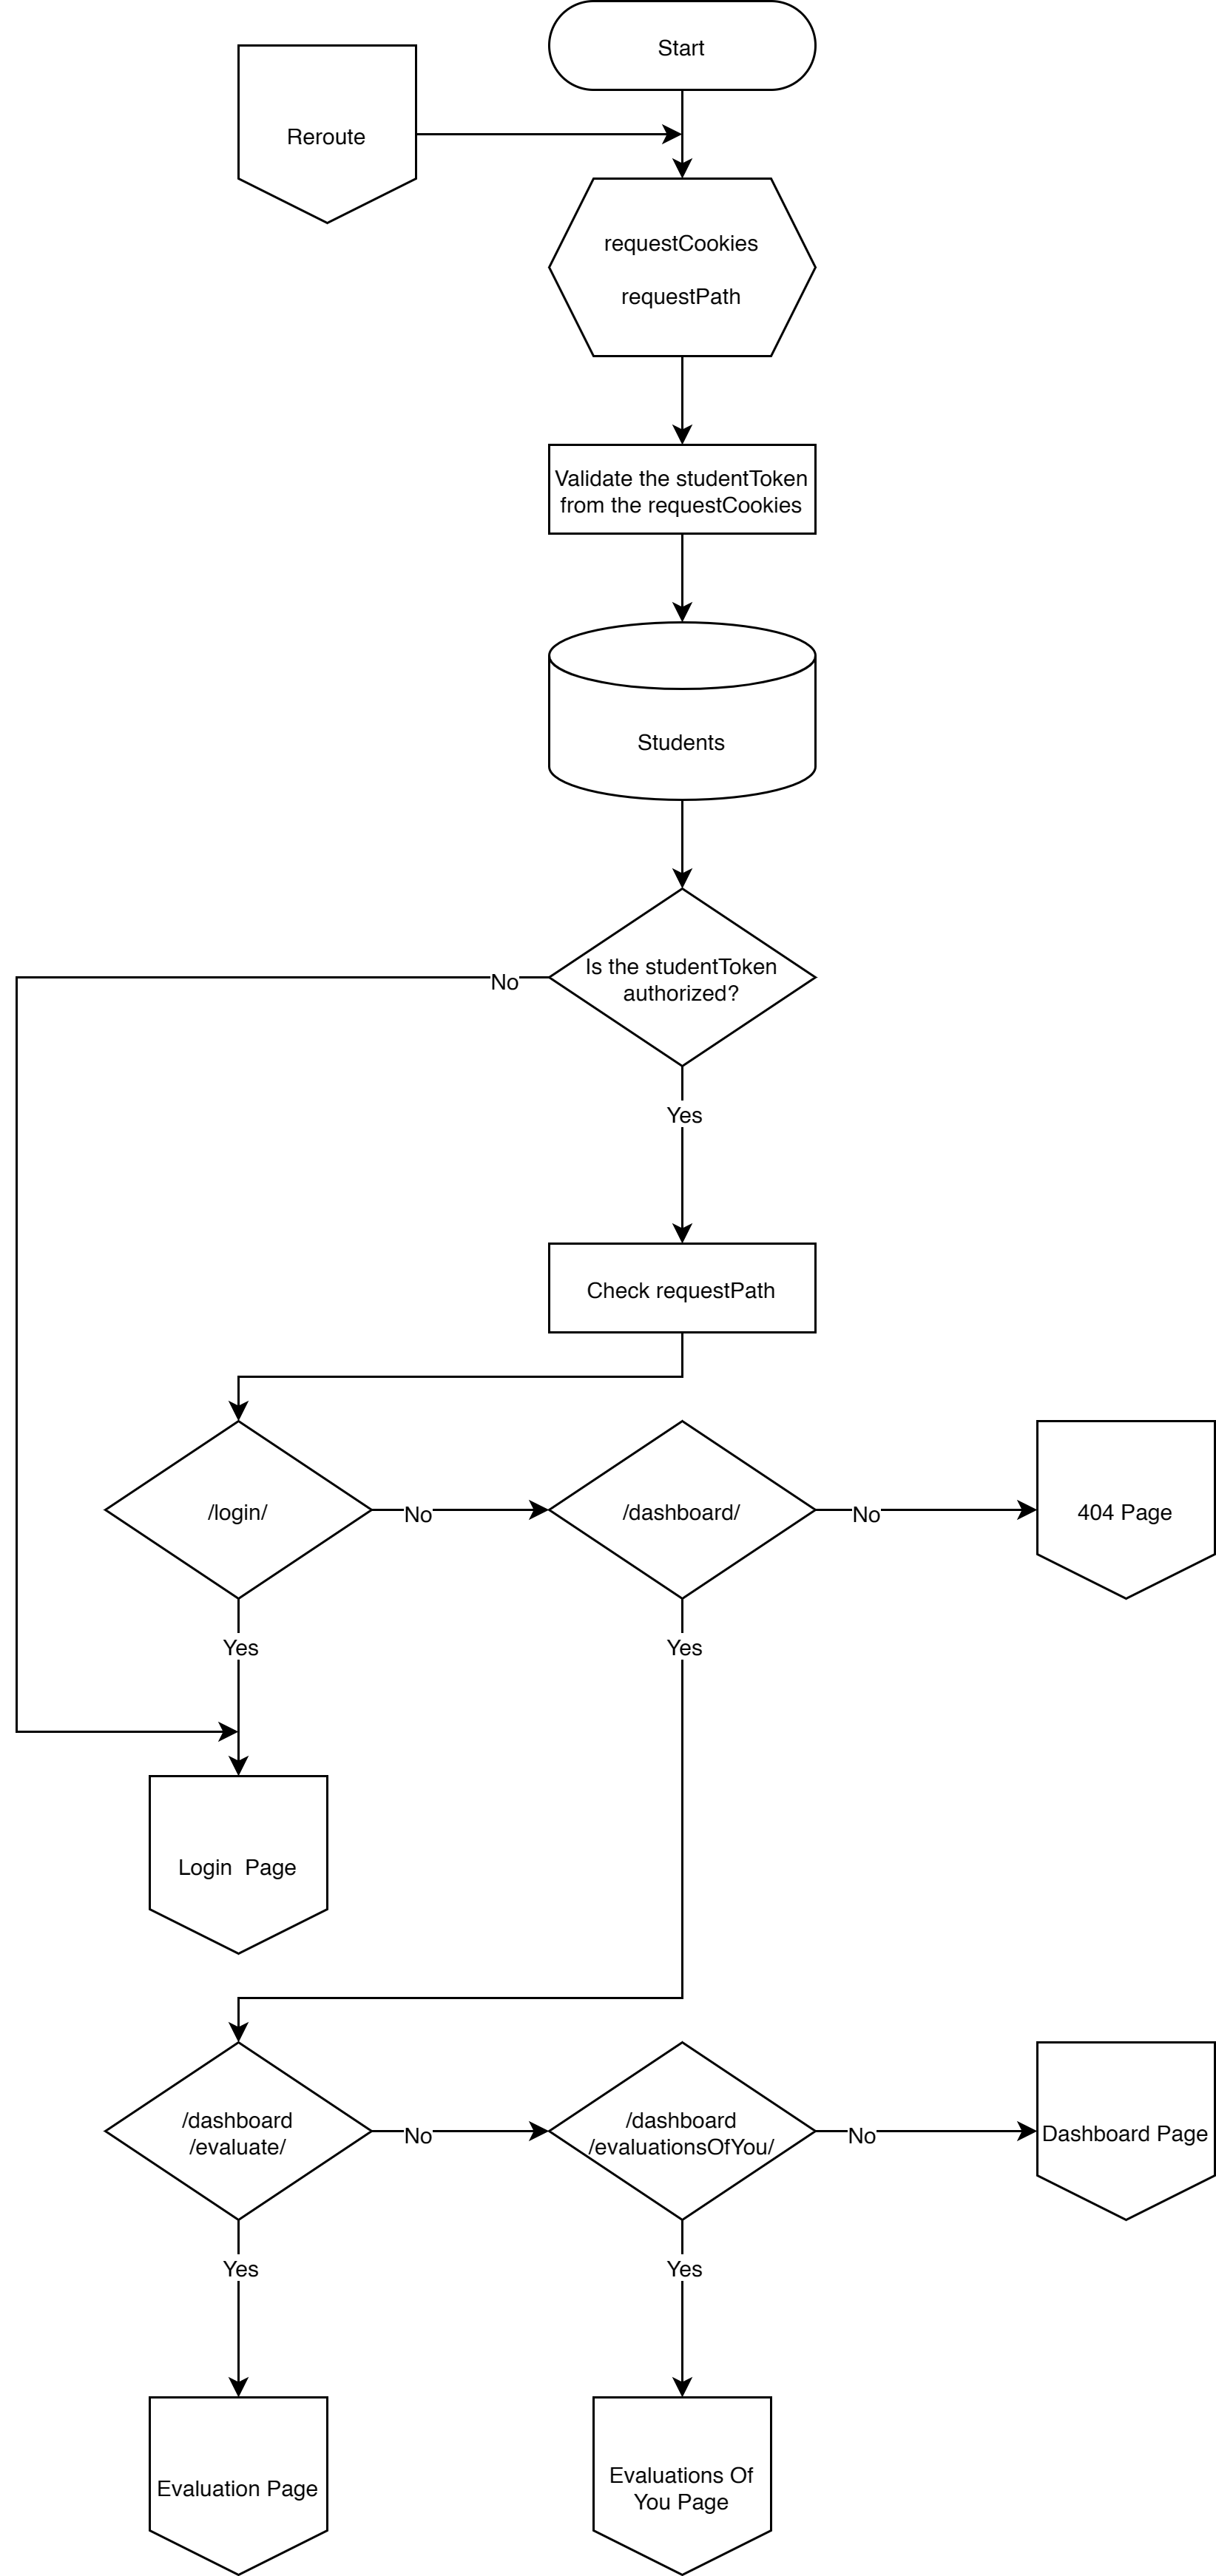 Start
Reroute
requestCookies
requestPath
Validate the studentToken
from the requestCookies
Students
Is the studentToken
authorized?
No
Yes
Check requestPath
/login/
No
/dashboard/
No
404 Page
Yes
Yes
Login  Page
/dashboard
/evaluate/
No
/dashboard
/evaluationsOfYou/
No
Dashboard Page
Yes
Yes
Evaluation Page
Evaluations Of
You Page